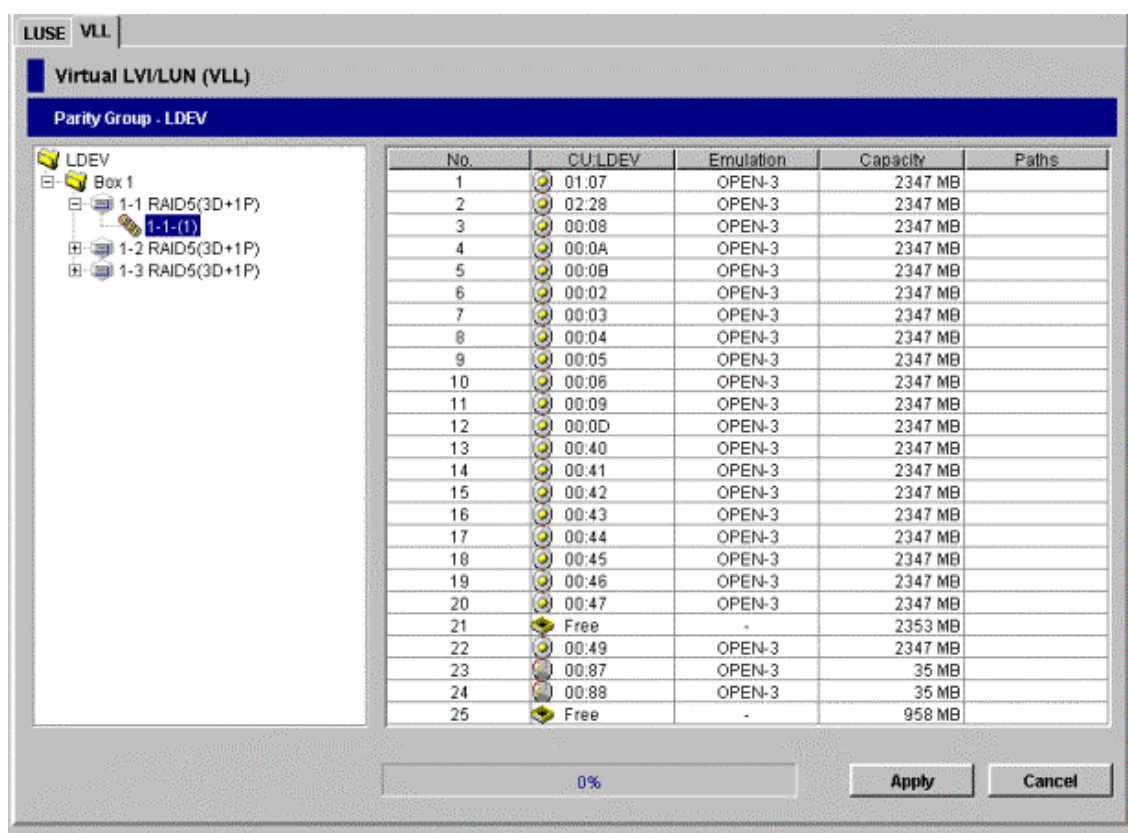 LUSE VLL
Virtual LVI/LUN (VLL)
Parity Group - LDEV
LDEV
Box 1
1-1 RAID5(3D+1P)
1-1-(1)
1-2 RAID5(3D+1P)
1-3 RAID5(3D+1P)
No. CU:LDEV Emulation Capacity Paths
1 01:07 OPEN-3 2347 MB
2 02:28 OPEN-3 2347 MB
3 00:08 OPEN-3 2347 MB
4 00:0A OPEN-3 2347 MB
5 00:0B OPEN-3 2347 MB
6 00:02 OPEN-3 2347 MB
7 00:03 OPEN-3 2347 MB
8 00:04 OPEN-3 2347 MB
9 00:05 OPEN-3 2347 MB
10 00:06 OPEN-3 2347 MB
11 00:09 OPEN-3 2347 MB
12 00:0D OPEN-3 2347 MB
13 00:40 OPEN-3 2347 MB
14 00:41 OPEN-3 2347 MB
15 00:42 OPEN-3 2347 MB
16 00:43 OPEN-3 2347 MB
17 00:44 OPEN-3 2347 MB
18 00:45 OPEN-3 2347 MB
19 00:46 OPEN-3 2347 MB
20 00:47 OPEN-3 2347 MB
21 Free - 2353 MB
22 00:49 OPEN-3 2347 MB
23 00:87 OPEN-3 35 MB
24 00:88 OPEN-3 35 MB
25 Free - 958 MB
0% Apply Cancel